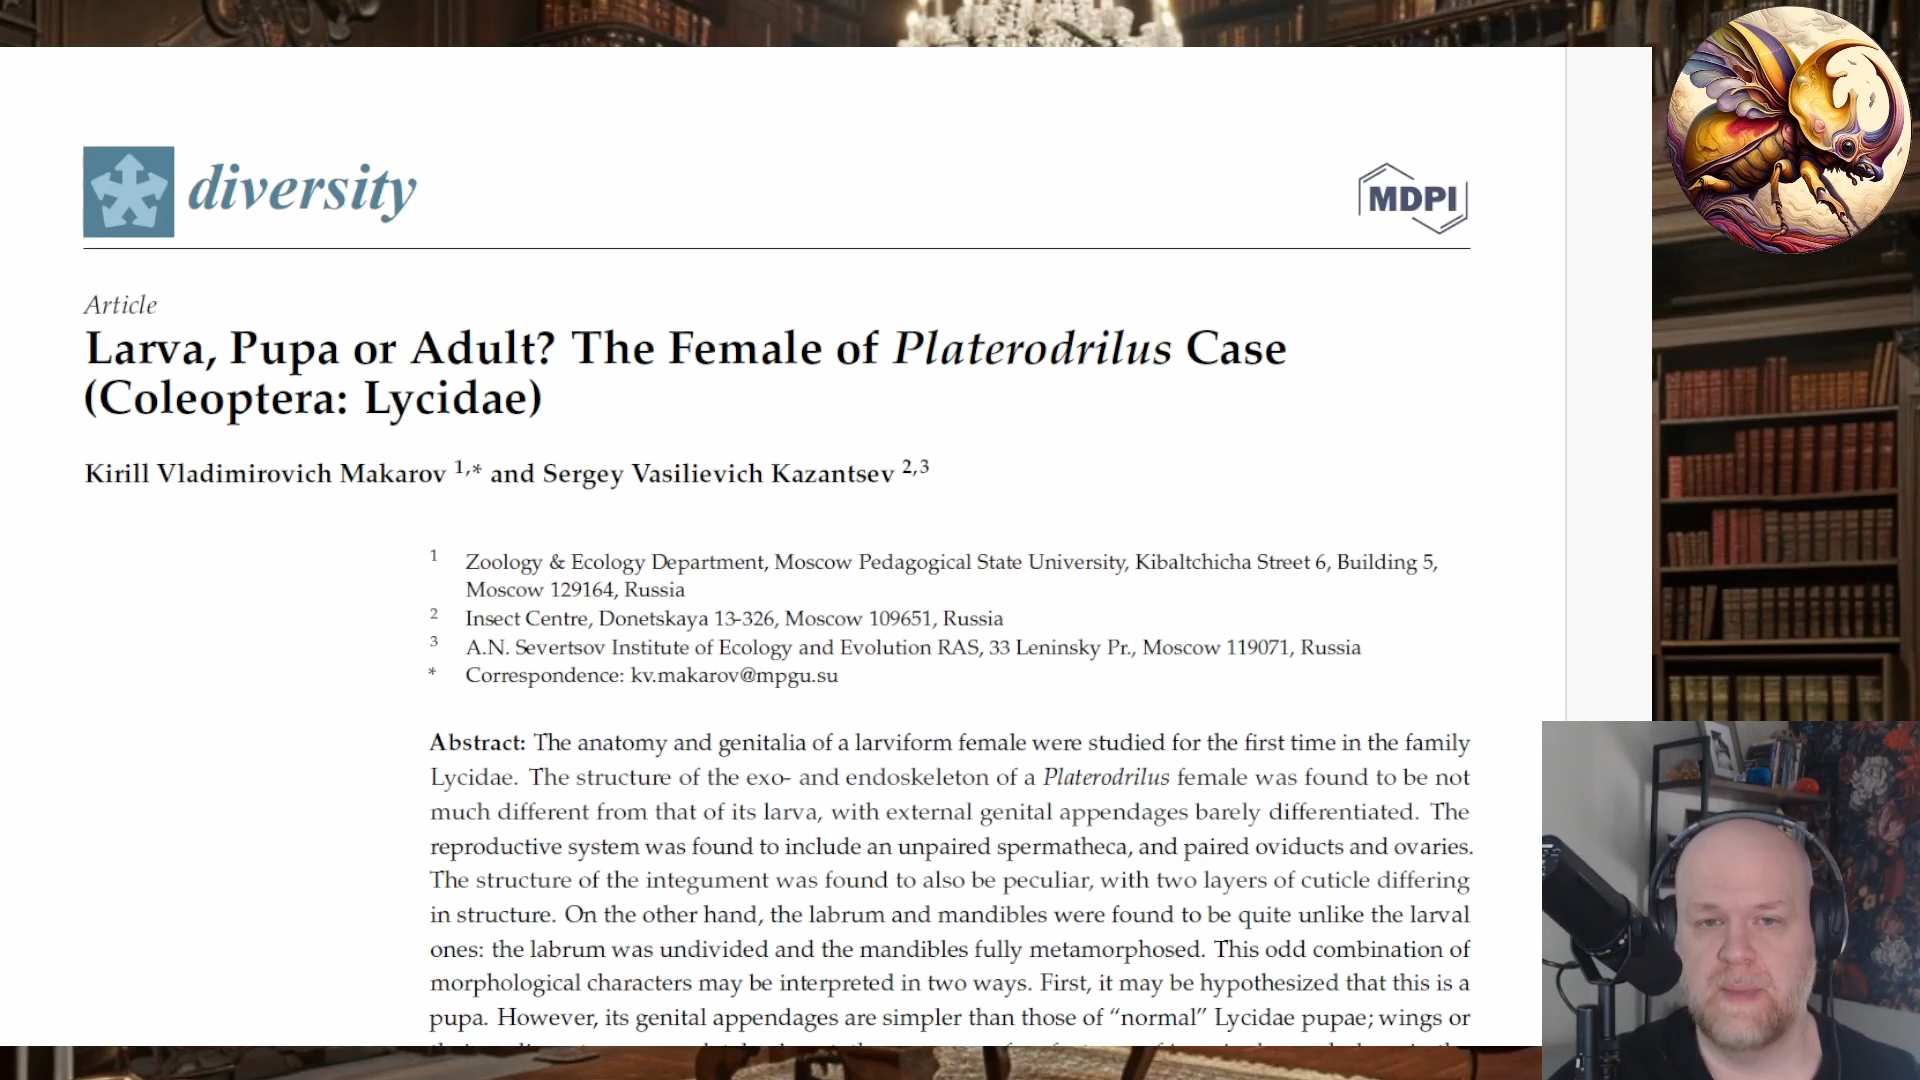 diversity
MDPI
Article
Larva, Pupa or Adult? The Female of Platerodrilus Case
(Coleoptera: Lycidae)
Kirill Vladimirovich Makarov 1,* and Sergey Vasilievich Kazantsev 2,3
1 Zoology & Ecology Department, Moscow Pedagogical State University, Kibaltchicha Street 6, Building 5,
Moscow 129164, Russia
2 Insect Centre, Donetskaya 13-326, Moscow 109651, Russia
3 A.N. Severtsov Institute of Ecology and Evolution RAS, 33 Leninsky Pr., Moscow 119071, Russia
* Correspondence: kv.makarov@mpgu.su
Abstract: The anatomy and genitalia of a larviform female were studied for the first time in the family
Lycidae. The structure of the exo- and endoskeleton of a Platerodrilus female was found to be not
much different from that of its larva, with external genital appendages barely differentiated. The
reproductive system was found to include an unpaired spermatheca, and paired oviducts and ovaries.
The structure of the integument was found to also be peculiar, with two layers of cuticle differing
in structure. On the other hand, the labrum and mandibles were found to be quite unlike the larval
ones: the labrum was undivided and the mandibles fully metamorphosed. This odd combination of
morphological characters may be interpreted in two ways. First, it may be hypothesized that this is a
pupa. However, its genital appendages are simpler than those of “normal” Lycidae pupae; wings or